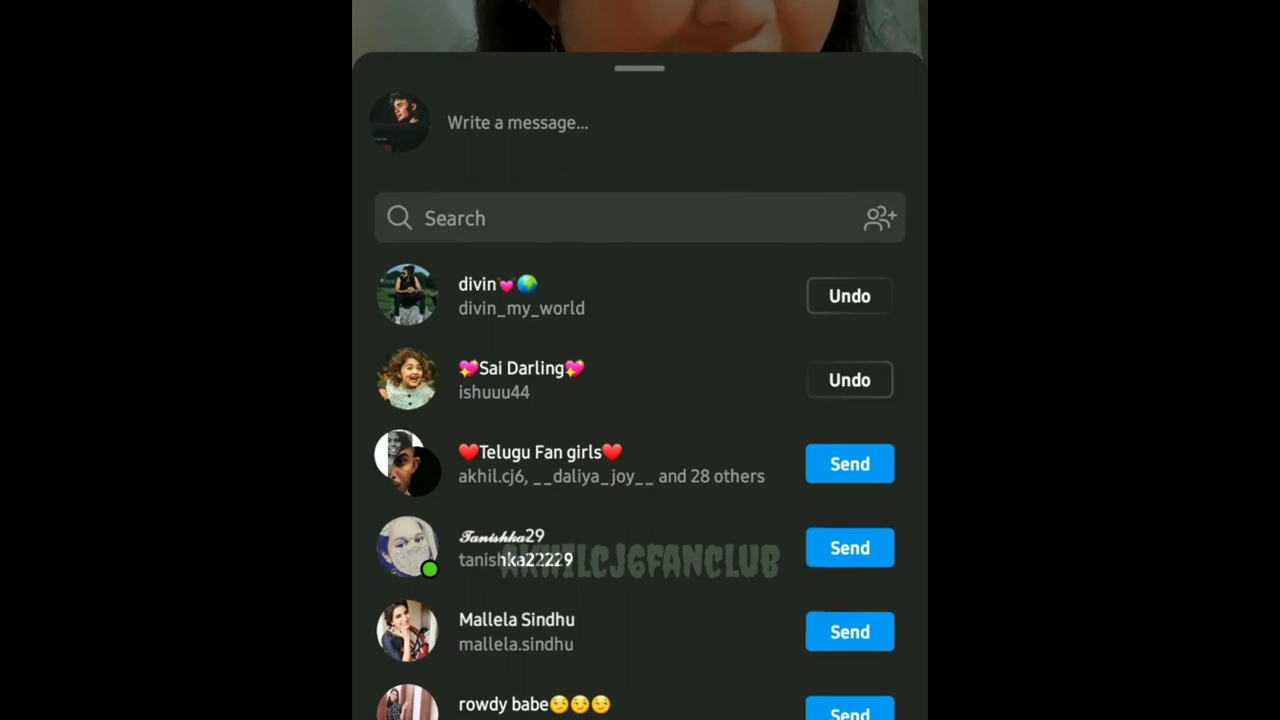 Write a message...
Search
divin💓🌍
divin_my_world
Undo
💖Sai Darling💖
ishuuu44
Undo
❤️Telugu Fan girls❤️
akhil.cj6, __daliya_joy__ and 28 others
Send
𝓣𝓪𝓷𝓲𝓼𝓱𝓴𝓪29
tanishka22229
AKHILCJ6FANCLUB
Send
Mallela Sindhu
mallela.sindhu
Send
rowdy babe😏😏😏
Send